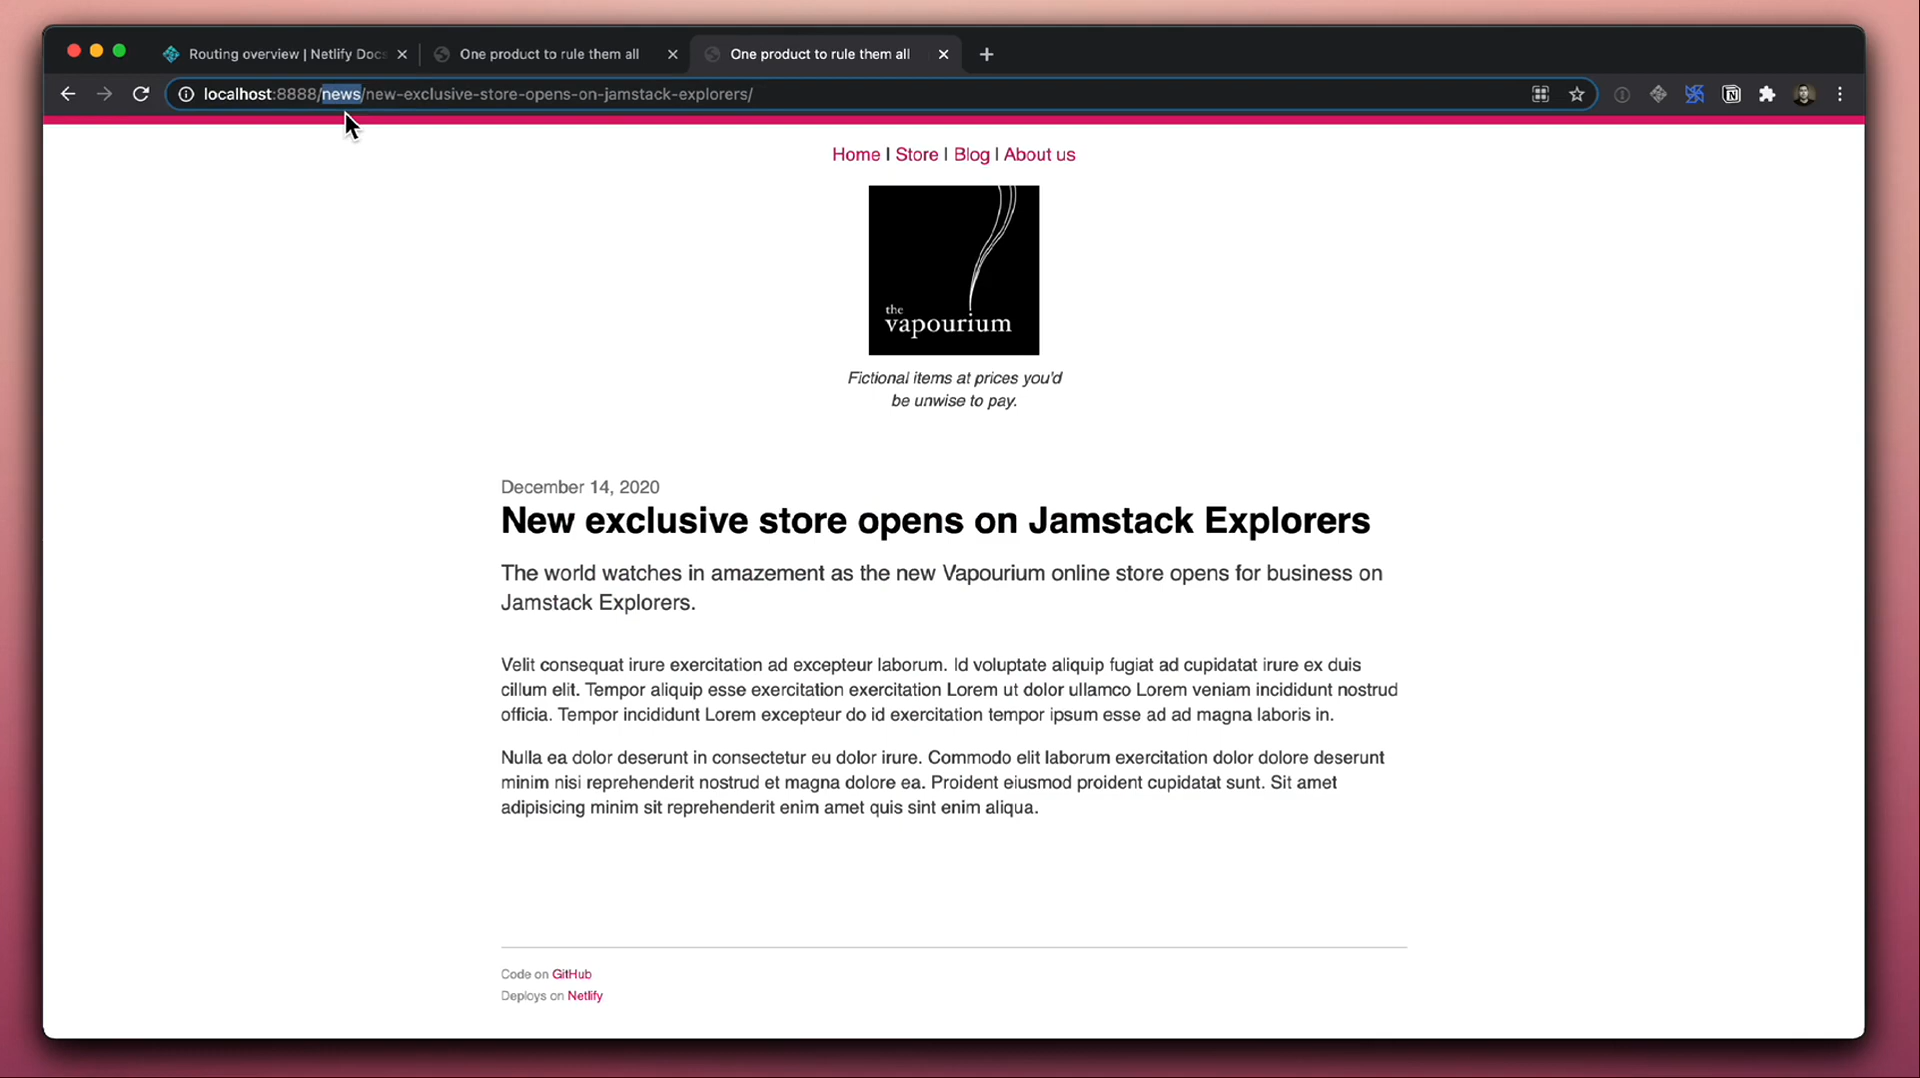 Routing overview | Netlify Docs
One product to rule them all
One product to rule them all
localhost:8888/news/new-exclusive-store-opens-on-jamstack-explorers/
Home | Store | Blog | About us
the
vapourium
Fictional items at prices you'd
be unwise to pay.
December 14, 2020
New exclusive store opens on Jamstack Explorers
The world watches in amazement as the new Vapourium online store opens for business on
Jamstack Explorers.
Velit consequat irure exercitation ad excepteur laborum. Id voluptate aliquip fugiat ad cupidatat irure ex duis
cillum elit. Tempor aliquip esse exercitation exercitation Lorem ut dolor ullamco Lorem veniam incididunt nostrud
officia. Tempor incididunt Lorem excepteur do id exercitation tempor ipsum esse ad ad magna laboris in.
Nulla ea dolor deserunt in consectetur eu dolor irure. Commodo elit laborum exercitation dolor dolore deserunt
minim nisi reprehenderit nostrud et magna dolore ea. Proident eiusmod proident cupidatat sunt. Sit amet
adipisicing minim sit reprehenderit enim amet quis sint enim aliqua.
Code on GitHub
Deploys on Netlify